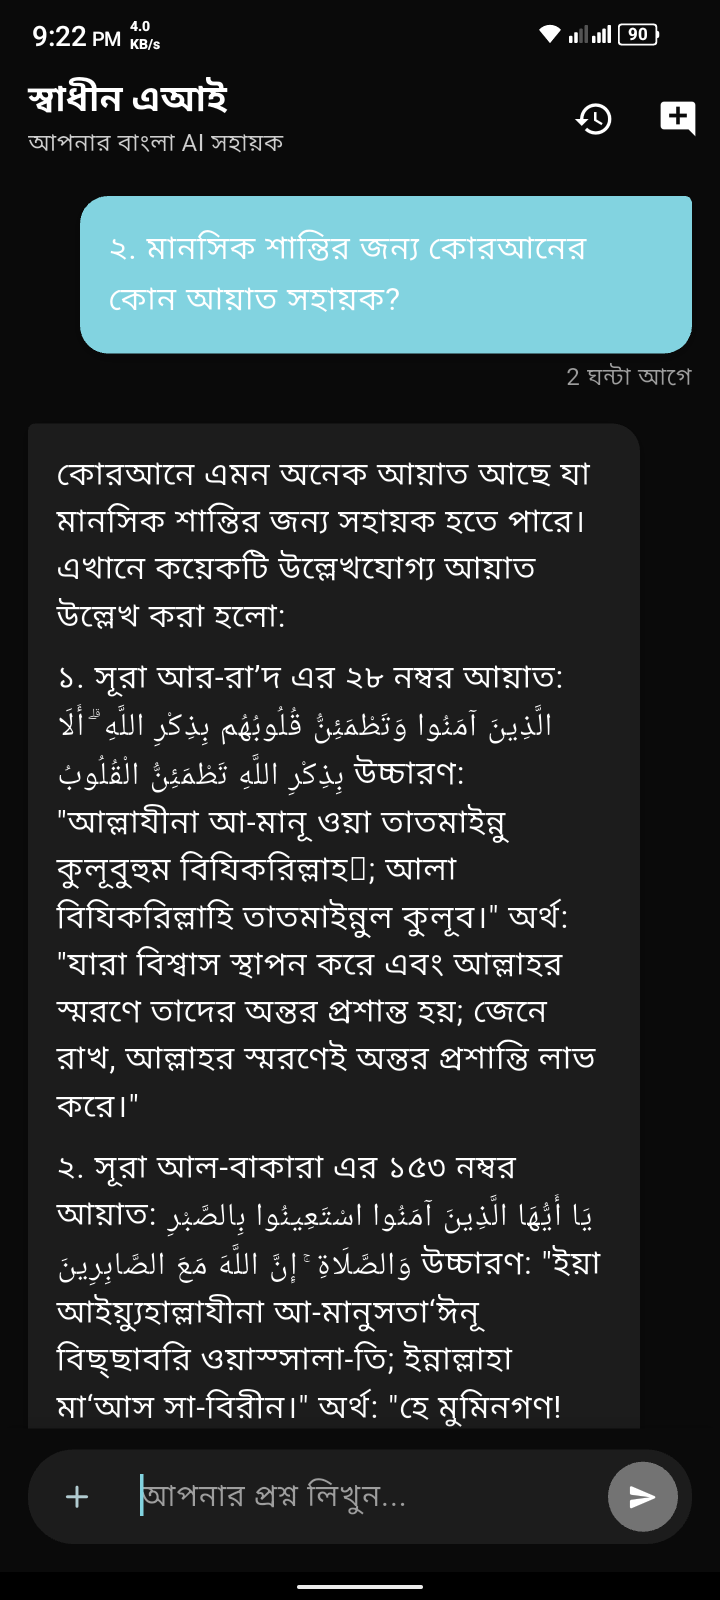 9:22 PM 4.0 KB/s 90
স্বাধীন এআই
আপনার বাংলা AI সহায়ক
২. মানসিক শান্তির জন্য কোরআনের
কোন আয়াত সহায়ক?
2 ঘন্টা আগে
কোরআনে এমন অনেক আয়াত আছে যা
মানসিক শান্তির জন্য সহায়ক হতে পারে।
এখানে কয়েকটি উল্লেখযোগ্য আয়াত
উল্লেখ করা হলো:
১. সূরা আর-রা’দ এর ২৮ নম্বর আয়াত:
الَّذِينَ آمَنُوا وَتَطْمَئِنُّ قُلُوبُهُم بِذِكْرِ اللَّهِ ۗ أَلَا
بِذِكْرِ اللَّهِ تَطْمَئِنُّ الْقُلُوبُ উচ্চারণ:
"আল্লাযীনা আ-মানূ ওয়া তাতমাইন্নু
কুলূবুহুম বিযিকরিল্লাহ; আলা
বিযিকরিল্লাহি তাতমাইন্নুল কুলূব।" অর্থ:
"যারা বিশ্বাস স্থাপন করে এবং আল্লাহর
স্মরণে তাদের অন্তর প্রশান্ত হয়; জেনে
রাখ, আল্লাহর স্মরণেই অন্তর প্রশান্তি লাভ
করে।"
২. সূরা আল-বাকারা এর ১৫৩ নম্বর
আয়াত: يَا أَيُّهَا الَّذِينَ آمَنُوا اسْتَعِينُوا بِالصَّبْرِ
وَالصَّلَاةِ ۚ إِنَّ اللَّهَ مَعَ الصَّابِرِينَ উচ্চারণ: "ইয়া
আইয়্যুহাল্লাযীনা আ-মানুসতা‘ঈনূ
বিছ্ছাবরি ওয়াস্সালা-তি; ইন্নাল্লাহা
মা‘আস সা-বিরীন।" অর্থ: "হে মুমিনগণ!
আপনার প্রশ্ন লিখুন...